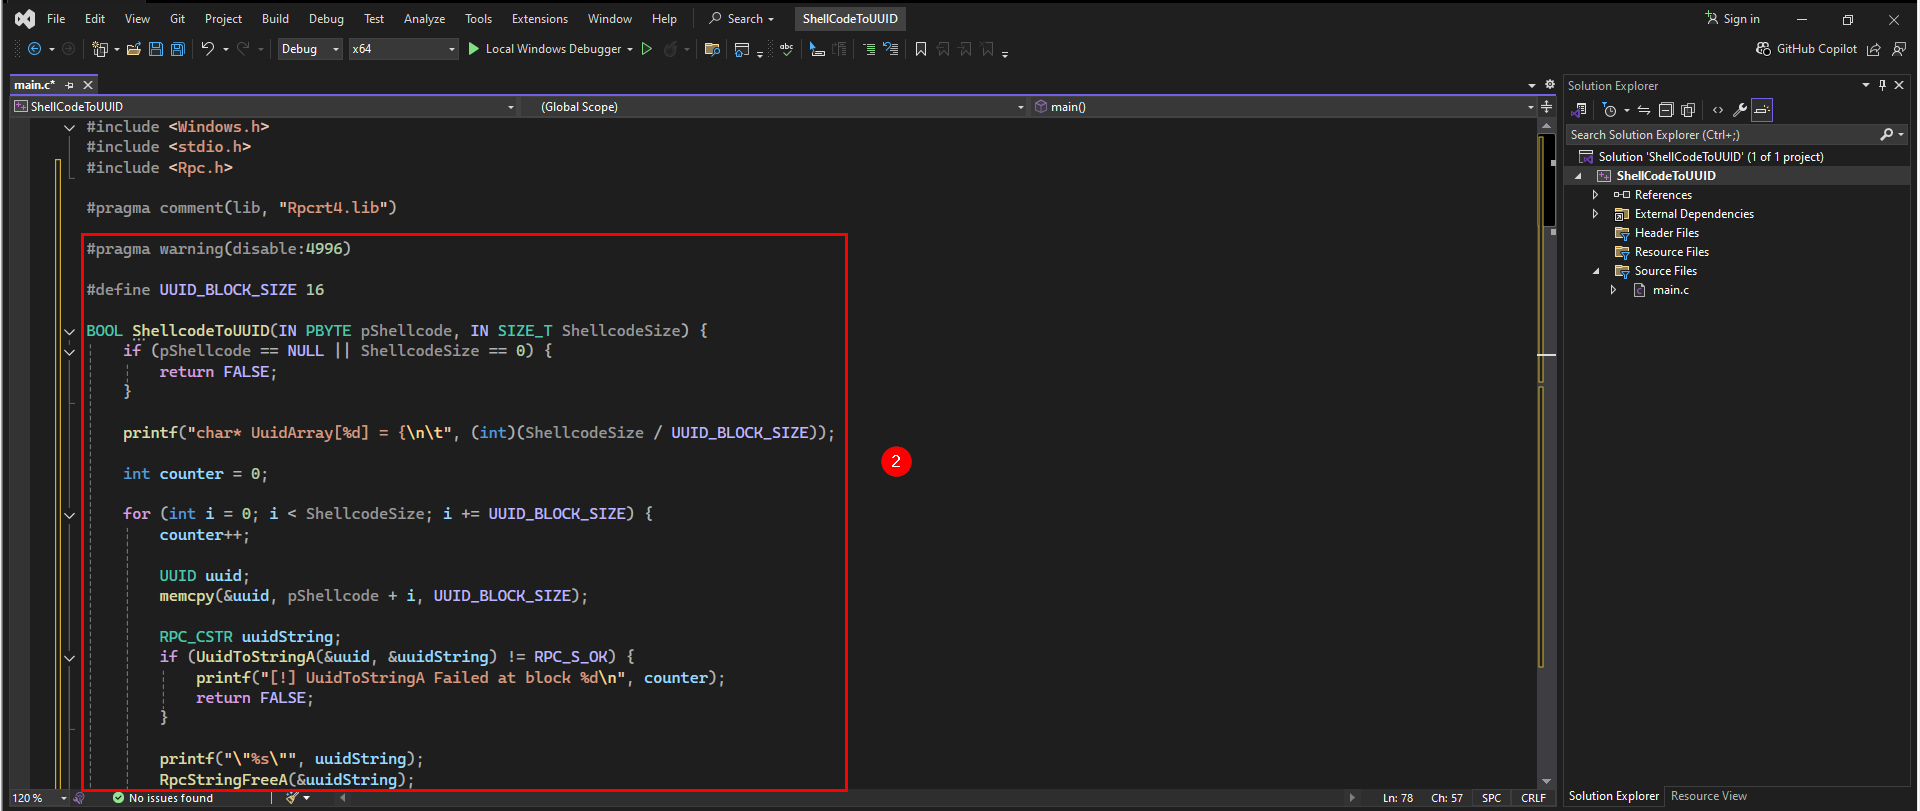 File Edit View Git Project Build Debug Test Analyze Tools Extensions Window Help Search ShellCodeToUUID Sign in
Debug x64 Local Windows Debugger abc GitHub Copilot
main.c*
ShellCodeToUUID (Global Scope) main()
#include <Windows.h>
#include <stdio.h>
#include <Rpc.h>
#pragma comment(lib, "Rpcrt4.lib")
#pragma warning(disable:4996)
#define UUID_BLOCK_SIZE 16
BOOL ShellcodeToUUID(IN PBYTE pShellcode, IN SIZE_T ShellcodeSize) {
if (pShellcode == NULL || ShellcodeSize == 0) {
return FALSE;
}
printf("char* UuidArray[%d] = {\n\t", (int)(ShellcodeSize / UUID_BLOCK_SIZE));
int counter = 0;
for (int i = 0; i < ShellcodeSize; i += UUID_BLOCK_SIZE) {
counter++;
UUID uuid;
memcpy(&uuid, pShellcode + i, UUID_BLOCK_SIZE);
RPC_CSTR uuidString;
if (UuidToStringA(&uuid, &uuidString) != RPC_S_OK) {
printf("[!] UuidToStringA Failed at block %d\n", counter);
return FALSE;
}
printf("\"%s\"", uuidString);
RpcStringFreeA(&uuidString);
2
120 % No issues found Ln: 78 Ch: 57 SPC CRLF
Solution Explorer
Search Solution Explorer (Ctrl+;)
Solution 'ShellCodeToUUID' (1 of 1 project)
ShellCodeToUUID
References
External Dependencies
Header Files
Resource Files
Source Files
main.c
Solution Explorer Resource View